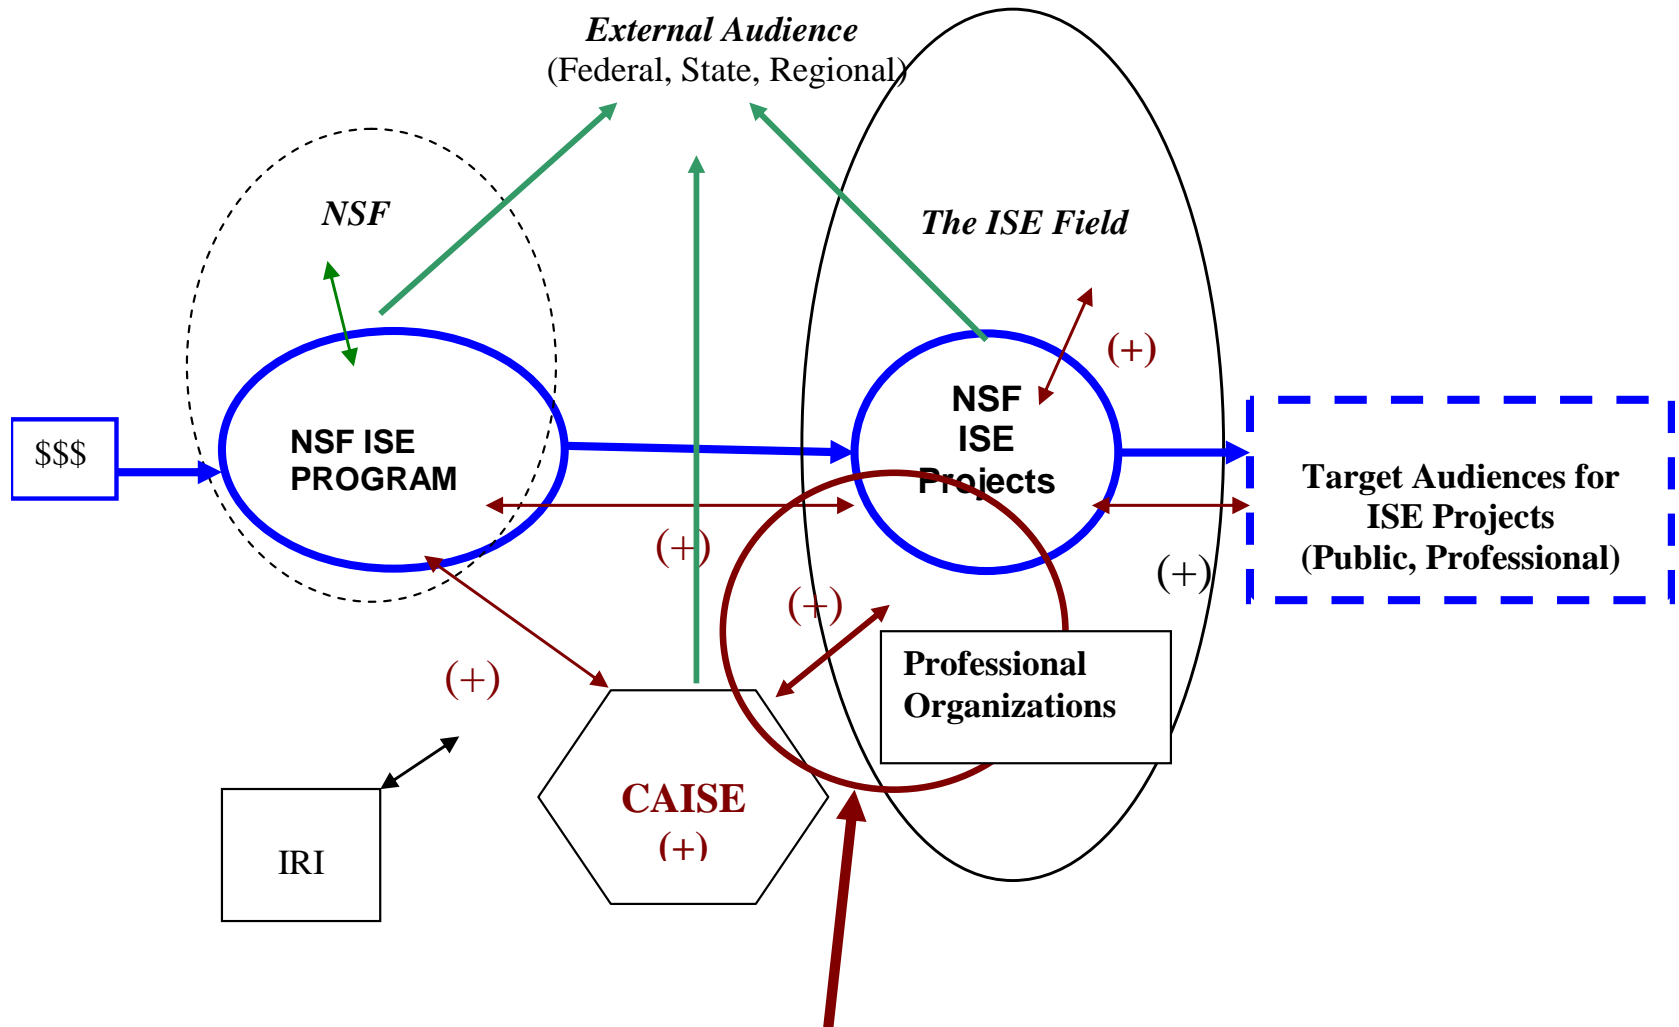 External Audience
(Federal, State, Regional)
NSF
The ISE Field
(+)
$$$
NSF ISE
PROGRAM
NSF
ISE
Projects
Target Audiences for
ISE Projects
(Public, Professional)
(+)
(+)
(+)
(+)
Professional
Organizations
CAISE
(+)
IRI